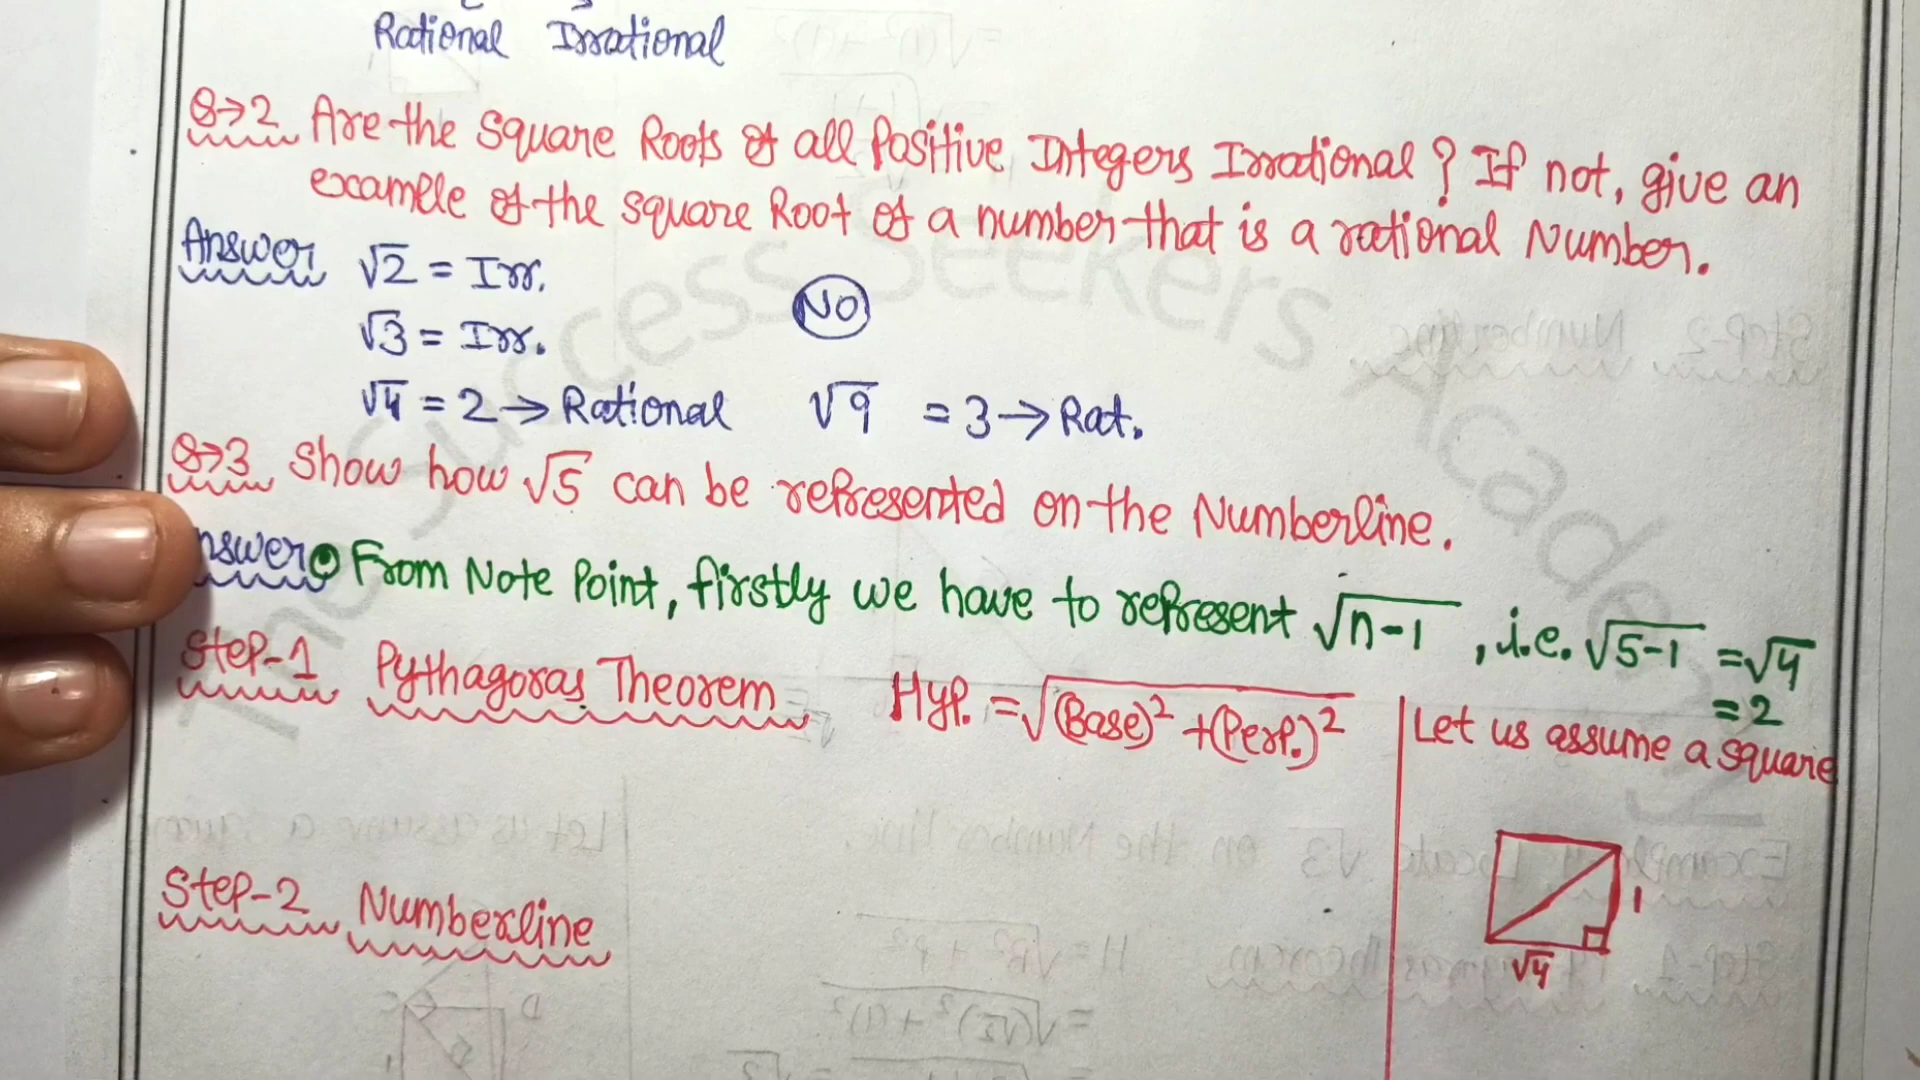 Rational Irrational
Q→2 Are the Square Roots of all Positive Integers Irrational? If not, give an
example of the square Root of a number that is a rational Number.
Answer √2 = Irr.
NO
√3 = Irr.
√4 = 2 → Rational √9 = 3 → Rat.
Q→3 Show how √5 can be represented on the Numberline.
nswer From Note Point, firstly we have to represent √n-1 , i.e. √5-1 = √4
= 2
Step-1 Pythagoras Theorem Hyp. = √(Base)² + (Perp.)²
Let us assume a square
1
√4
Step-2 Numberline
The Success Seekers Academy